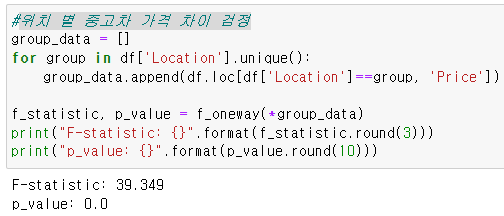 #위치 별 중고차 가격 차이 검정
group_data = []
for group in df['Location'].unique():
    group_data.append(df.loc[df['Location']==group, 'Price'])

f_statistic, p_value = f_oneway(*group_data)
print("F-statistic: {}".format(f_statistic.round(3)))
print("p_value: {}".format(p_value.round(10)))

F-statistic: 39.349
p_value: 0.0